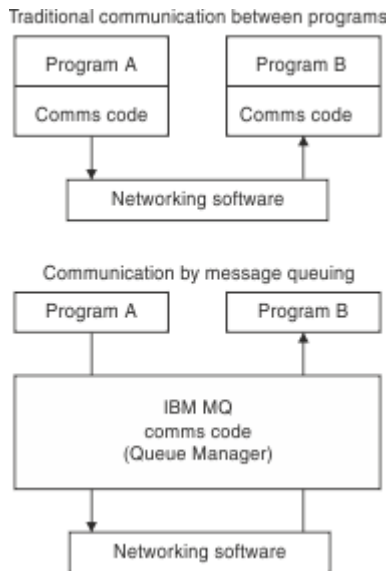 Traditional communication between programs
Program A
Program B
Comms code
Comms code
Networking software
Communication by message queuing
Program A
Program B
IBM MQ
comms code
(Queue Manager)
Networking software